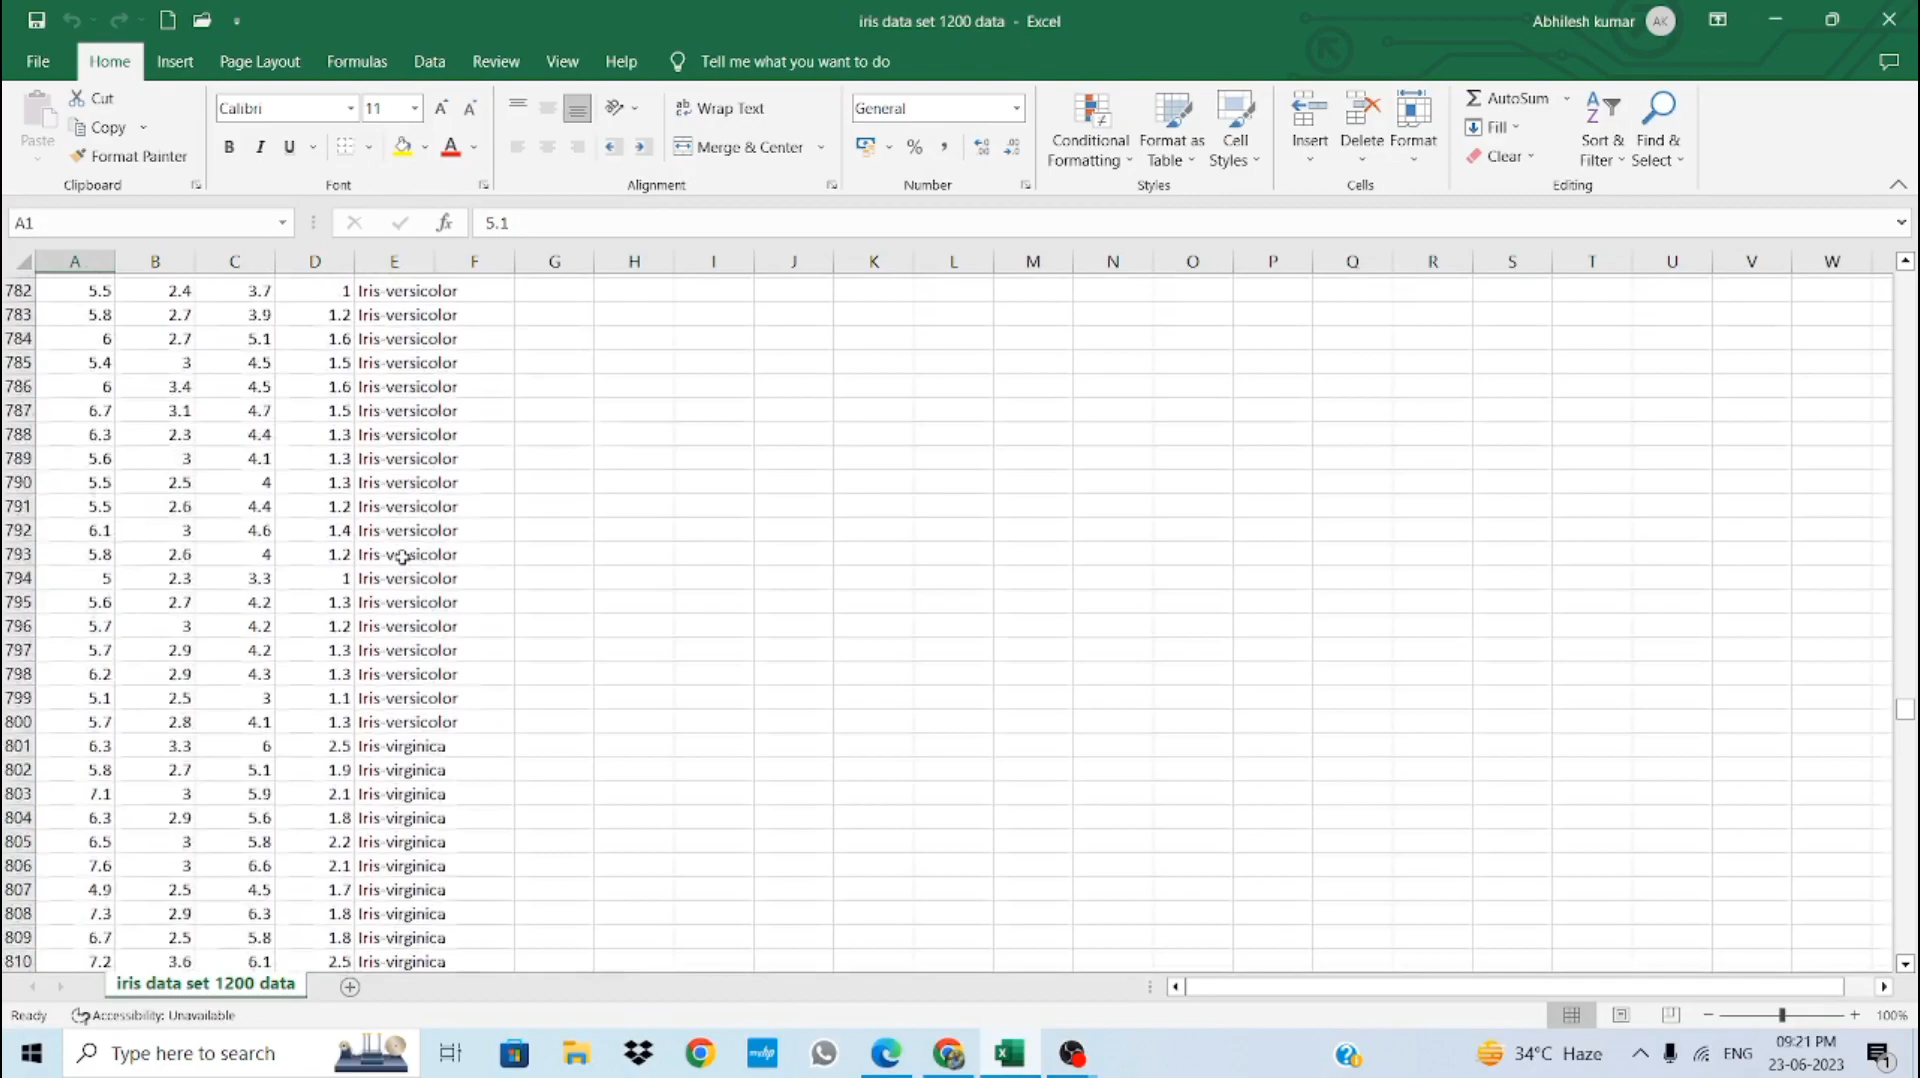 iris data set 1200 data - Excel
Abhilesh kumar AK
File Home Insert Page Layout Formulas Data Review View Help Tell me what you want to do
Paste
Cut
Copy
Format Painter
Clipboard
Calibri 11
B I U
Font
Wrap Text
Merge & Center
Alignment
General
Number
Conditional Formatting
Format as Table
Cell Styles
Styles
Insert
Delete
Format
Cells
AutoSum
Fill
Clear
Sort & Filter
Find & Select
Editing
A1 fx 5.1
A B C D E F G H I J K L M N O P Q R S T U V W
782 5.5 2.4 3.7 1 Iris-versicolor
783 5.8 2.7 3.9 1.2 Iris-versicolor
784 6 2.7 5.1 1.6 Iris-versicolor
785 5.4 3 4.5 1.5 Iris-versicolor
786 6 3.4 4.5 1.6 Iris-versicolor
787 6.7 3.1 4.7 1.5 Iris-versicolor
788 6.3 2.3 4.4 1.3 Iris-versicolor
789 5.6 3 4.1 1.3 Iris-versicolor
790 5.5 2.5 4 1.3 Iris-versicolor
791 5.5 2.6 4.4 1.2 Iris-versicolor
792 6.1 3 4.6 1.4 Iris-versicolor
793 5.8 2.6 4 1.2 Iris-versicolor
794 5 2.3 3.3 1 Iris-versicolor
795 5.6 2.7 4.2 1.3 Iris-versicolor
796 5.7 3 4.2 1.2 Iris-versicolor
797 5.7 2.9 4.2 1.3 Iris-versicolor
798 6.2 2.9 4.3 1.3 Iris-versicolor
799 5.1 2.5 3 1.1 Iris-versicolor
800 5.7 2.8 4.1 1.3 Iris-versicolor
801 6.3 3.3 6 2.5 Iris-virginica
802 5.8 2.7 5.1 1.9 Iris-virginica
803 7.1 3 5.9 2.1 Iris-virginica
804 6.3 2.9 5.6 1.8 Iris-virginica
805 6.5 3 5.8 2.2 Iris-virginica
806 7.6 3 6.6 2.1 Iris-virginica
807 4.9 2.5 4.5 1.7 Iris-virginica
808 7.3 2.9 6.3 1.8 Iris-virginica
809 6.7 2.5 5.8 1.8 Iris-virginica
810 7.2 3.6 6.1 2.5 Iris-virginica
iris data set 1200 data
Ready Accessibility: Unavailable 100%
Type here to search
34°C Haze ENG
09:21 PM
23-06-2023